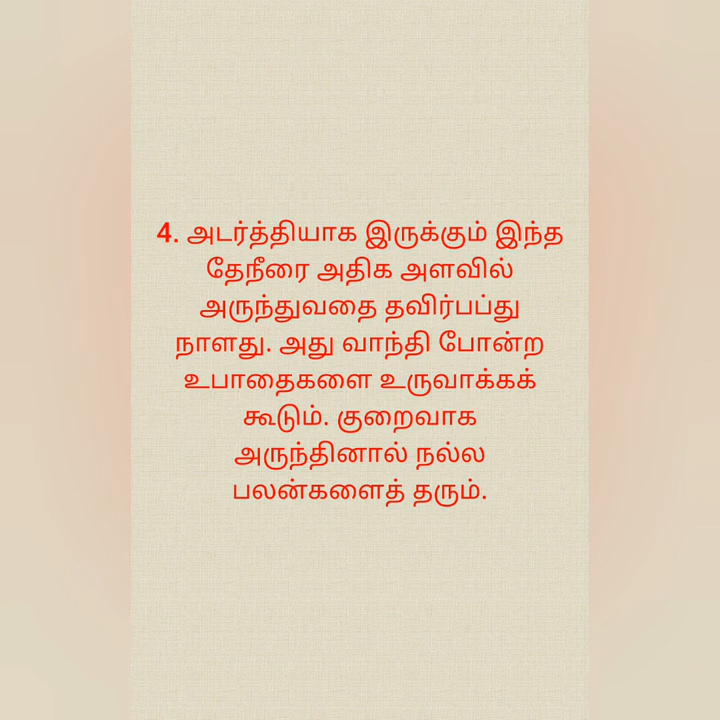 4. அடர்த்தியாக இருக்கும் இந்த
தேநீரை அதிக அளவில்
அருந்துவதை தவிர்பப்து
நாளது. அது வாந்தி போன்ற
உபாதைகளை உருவாக்கக்
கூடும். குறைவாக
அருந்தினால் நல்ல
பலன்களைத் தரும்.